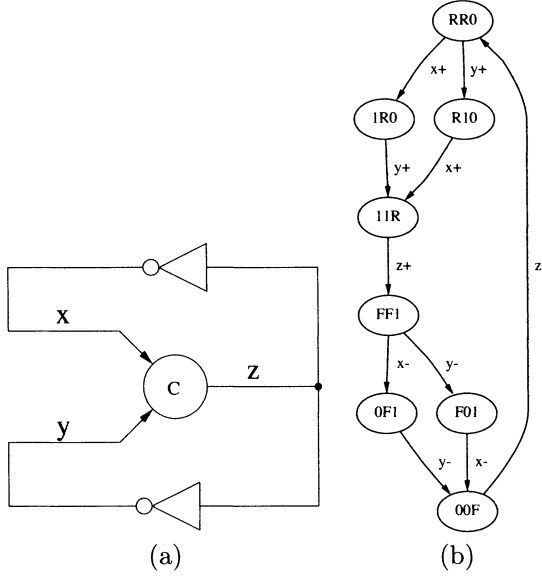 x
C
z
y
(a)
RR0
x+
y+
1R0
R10
y+
x+
11R
z+
z
FF1
x-
y-
0F1
F01
y-
x-
00F
(b)